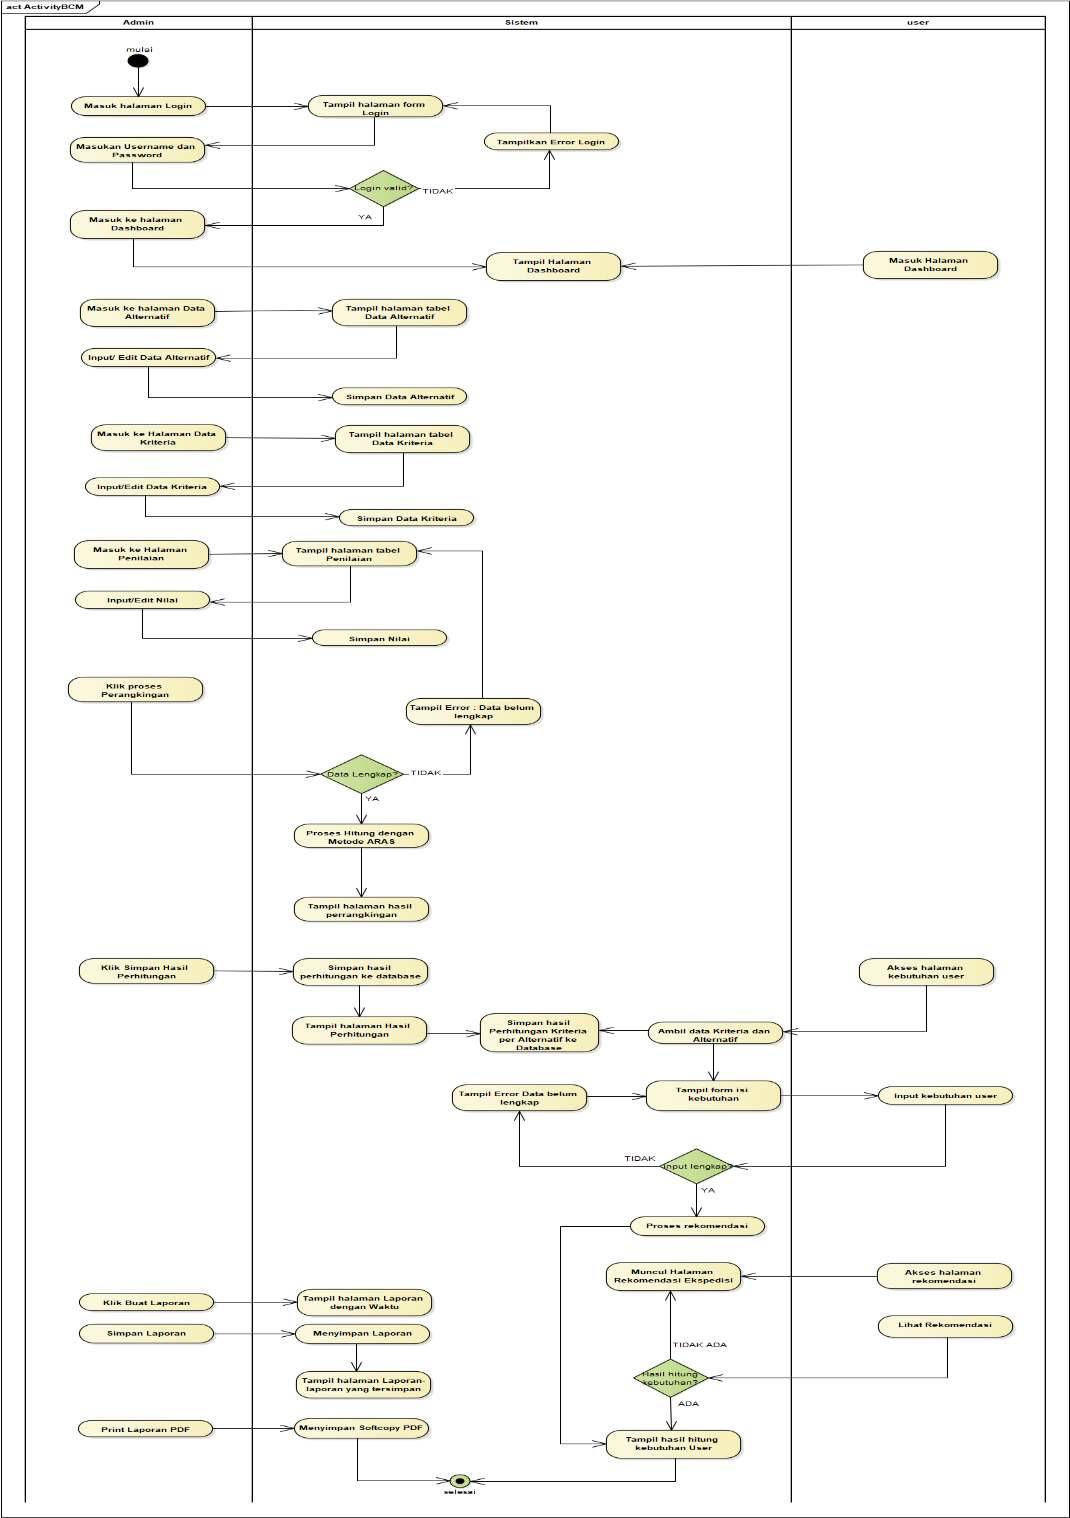 act ActivityBCM
Admin
Sistem
user
mulai
Masuk halaman Login
Tampil halaman form
Login
Tampilkan Error Login
Masukan Username dan
Password
Login valid?
TIDAK
YA
Masuk ke halaman
Dashboard
Tampil Halaman
Dashboard
Masuk Halaman
Dashboard
Masuk ke halaman Data
Alternatif
Tampil halaman tabel
Data Alternatif
Input/ Edit Data Alternatif
Simpan Data Alternatif
Masuk ke Halaman Data
Kriteria
Tampil halaman tabel
Data Kriteria
Input/Edit Data Kriteria
Simpan Data Kriteria
Masuk ke Halaman
Penilaian
Tampil halaman tabel
Penilaian
Input/Edit Nilai
Simpan Nilai
Klik proses
Perangkingan
Tampil Error : Data belum
lengkap
Data Lengkap?
TIDAK
YA
Proses Hitung dengan
Metode ARAS
Tampil halaman hasil
perrangkingan
Klik Simpan Hasil
Perhitungan
Simpan hasil
perhitungan ke database
Akses halaman
kebutuhan user
Tampil halaman Hasil
Perhitungan
Simpan hasil
Perhitungan Kriteria
per Alternatif ke
Database
Ambil data Kriteria dan
Alternatif
Tampil Error Data belum
lengkap
Tampil form isi
kebutuhan
Input kebutuhan user
TIDAK
Input lengkap?
YA
Proses rekomendasi
Muncul Halaman
Rekomendasi Ekspedisi
Akses halaman
rekomendasi
Klik Buat Laporan
Tampil halaman Laporan
dengan Waktu
Simpan Laporan
Menyimpan Laporan
Lihat Rekomendasi
TIDAK ADA
Tampil halaman Laporan-
laporan yang tersimpan
Hasil hitung
kebutuhan?
ADA
Print Laporan PDF
Menyimpan Softcopy PDF
Tampil hasil hitung
kebutuhan User
selesai